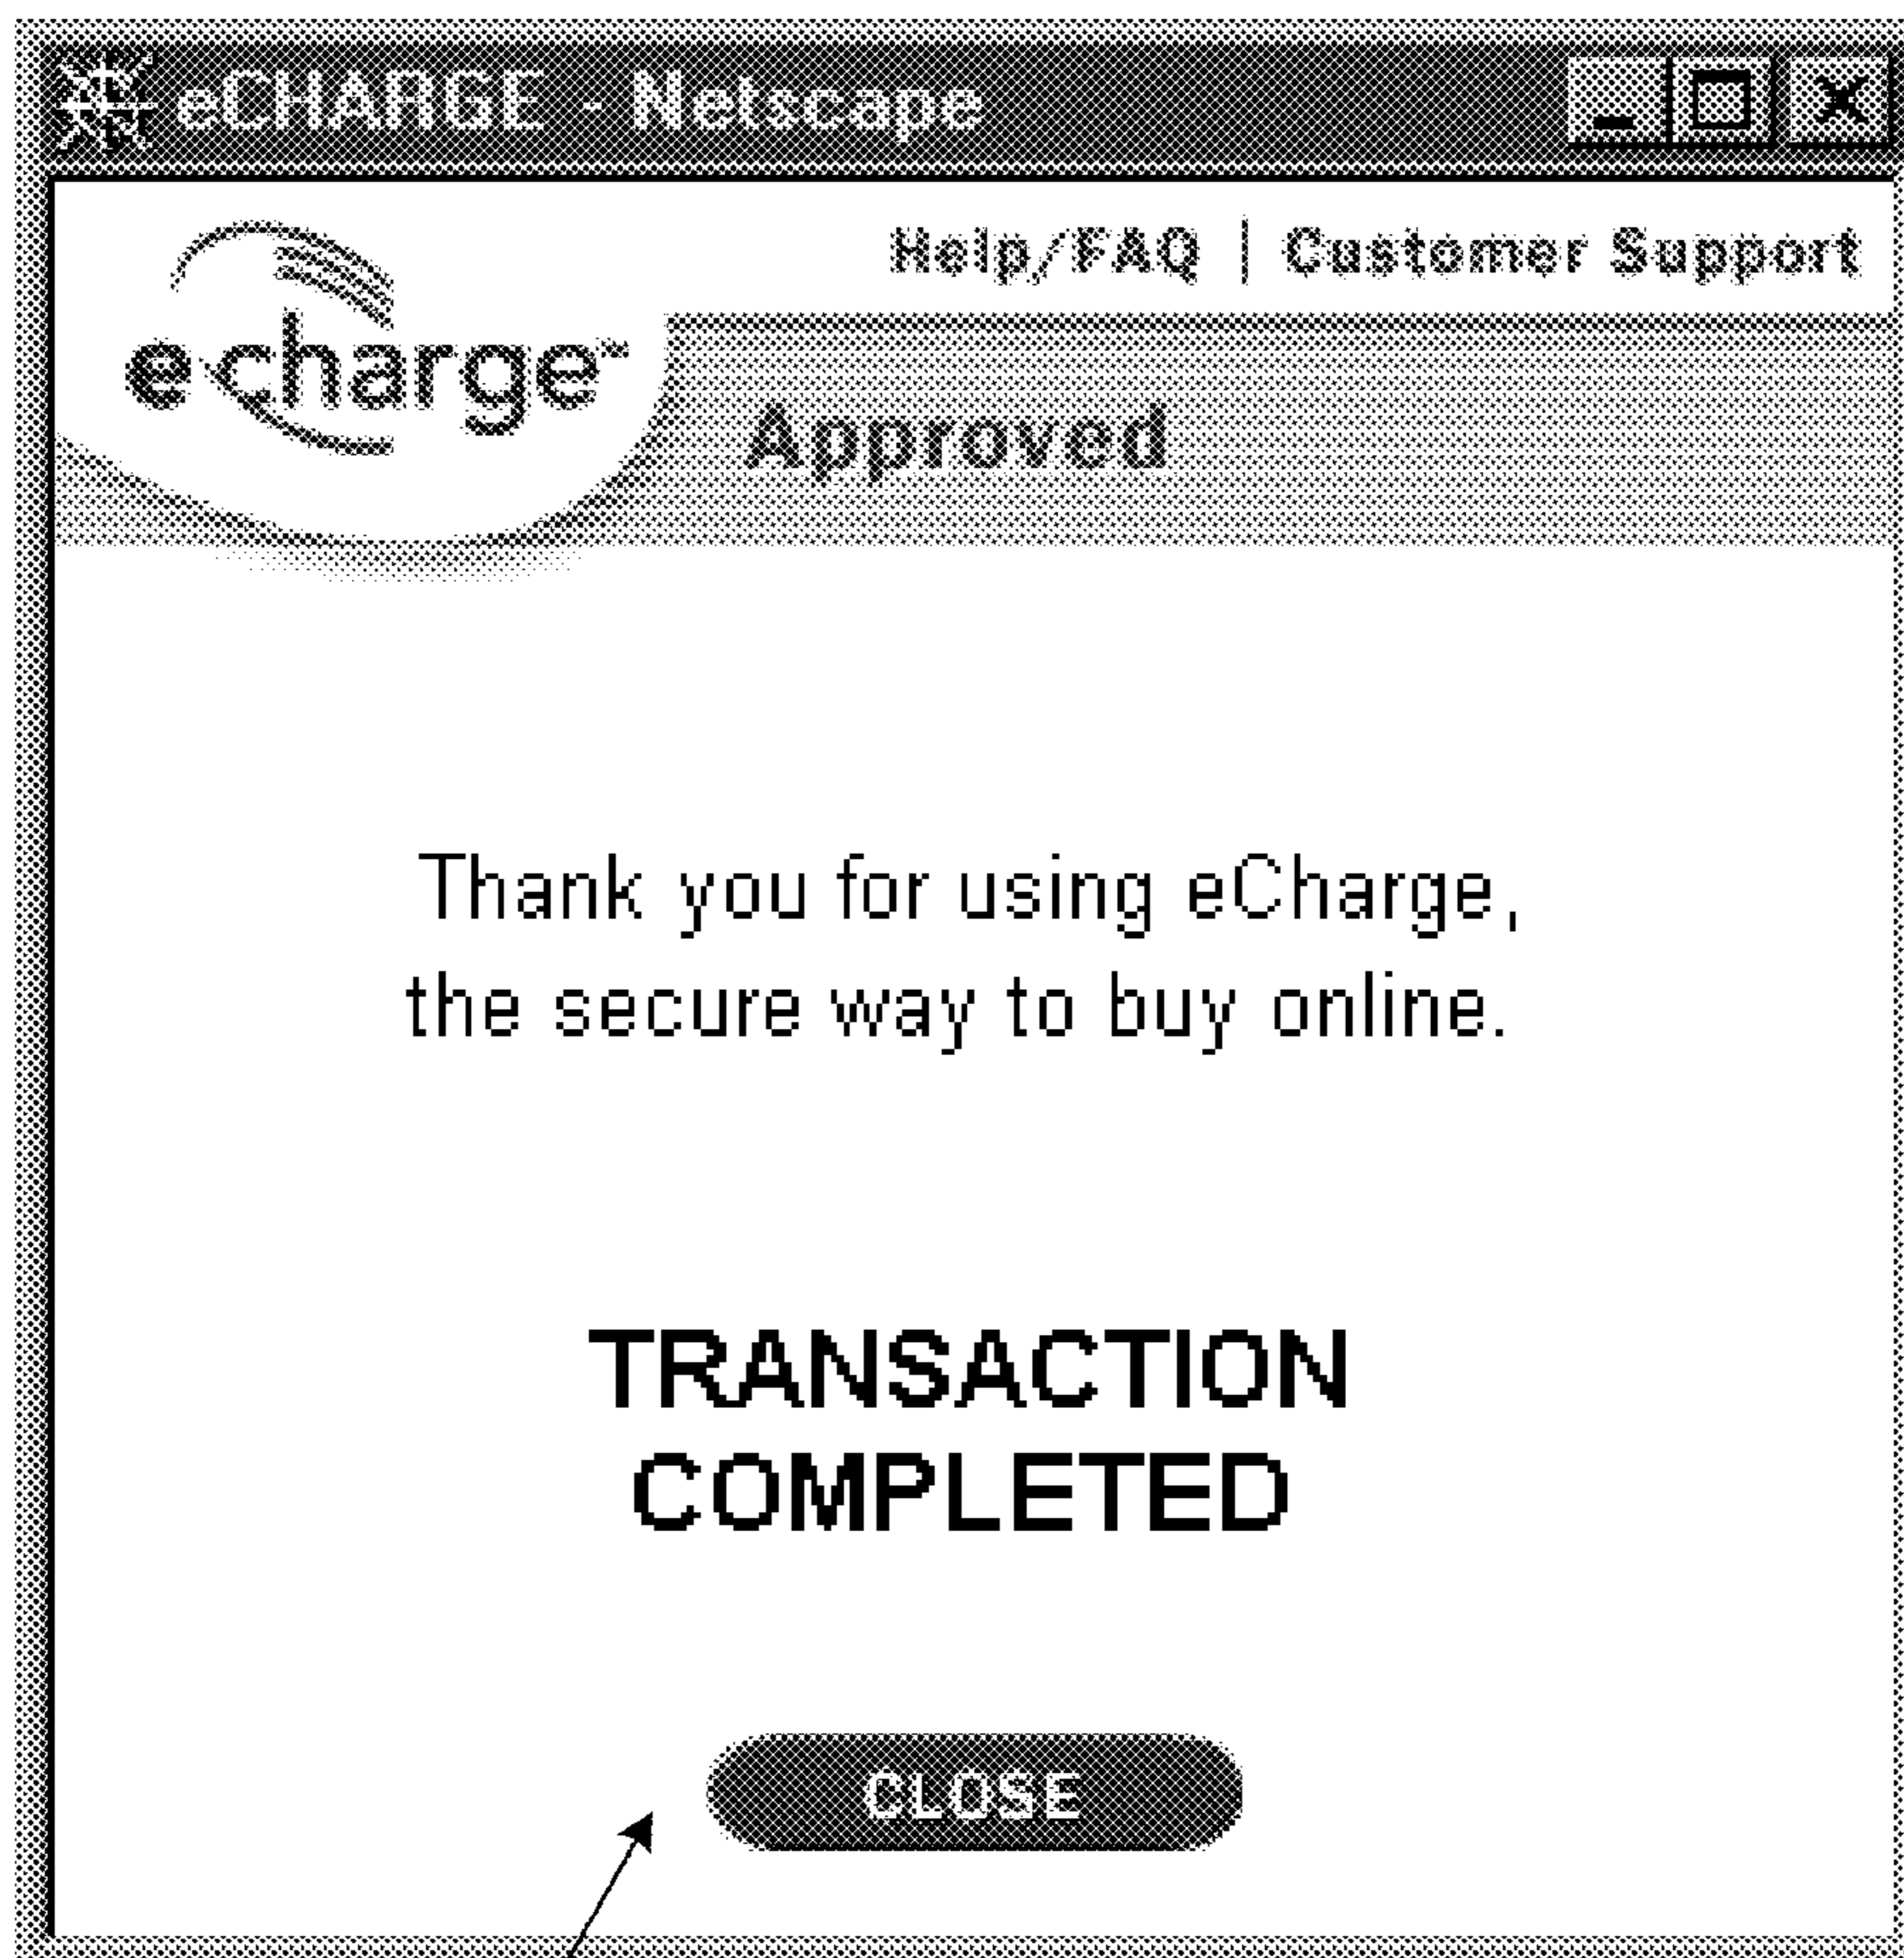 eCHARGE - Netscape
Help/FAQ | Customer Support
e charge™
Approved
Thank you for using eCharge,
the secure way to buy online.
TRANSACTION
COMPLETED
CLOSE